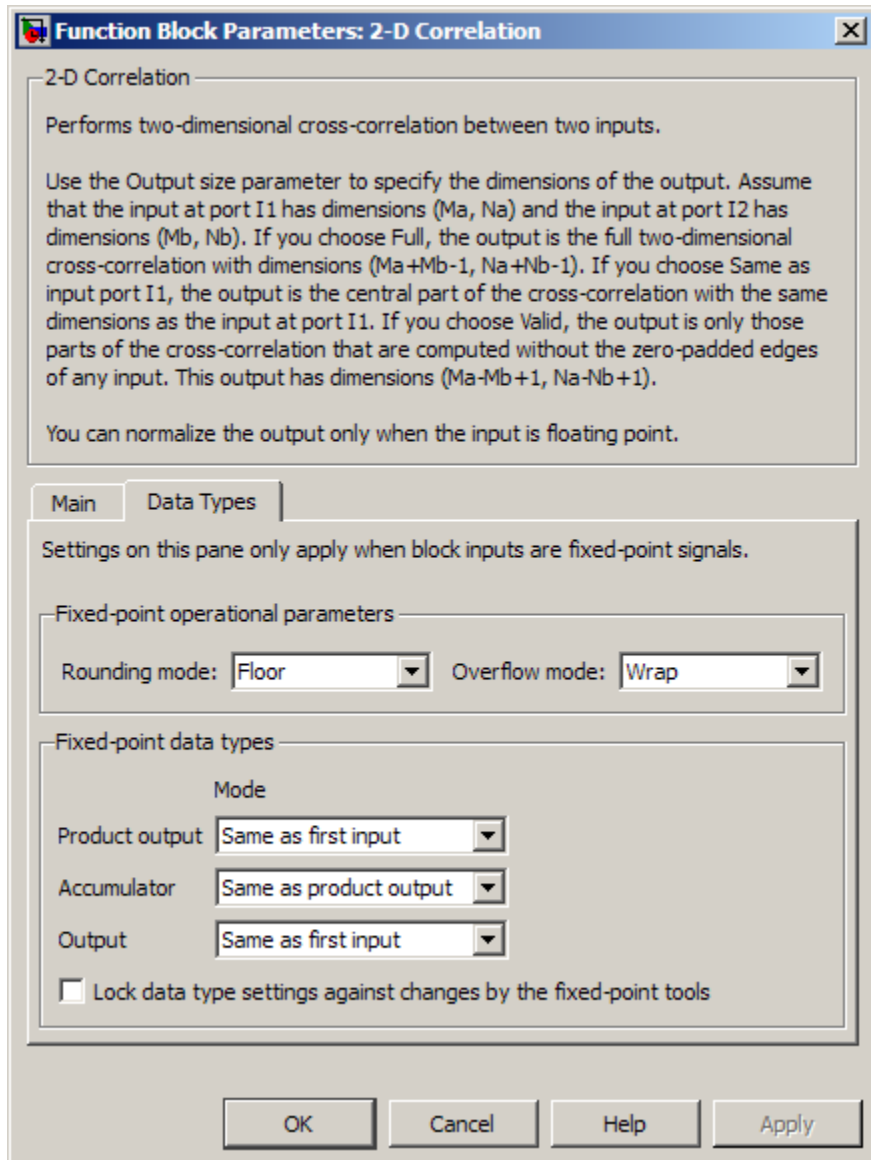 Function Block Parameters: 2-D Correlation
2-D Correlation
Performs two-dimensional cross-correlation between two inputs.
Use the Output size parameter to specify the dimensions of the output. Assume
that the input at port I1 has dimensions (Ma, Na) and the input at port I2 has
dimensions (Mb, Nb). If you choose Full, the output is the full two-dimensional
cross-correlation with dimensions (Ma+Mb-1, Na+Nb-1). If you choose Same as
input port I1, the output is the central part of the cross-correlation with the same
dimensions as the input at port I1. If you choose Valid, the output is only those
parts of the cross-correlation that are computed without the zero-padded edges
of any input. This output has dimensions (Ma-Mb+1, Na-Nb+1).
You can normalize the output only when the input is floating point.
Main Data Types
Settings on this pane only apply when block inputs are fixed-point signals.
Fixed-point operational parameters
Rounding mode: Floor Overflow mode: Wrap
Fixed-point data types
Mode
Product output Same as first input
Accumulator Same as product output
Output Same as first input
Lock data type settings against changes by the fixed-point tools
OK Cancel Help Apply